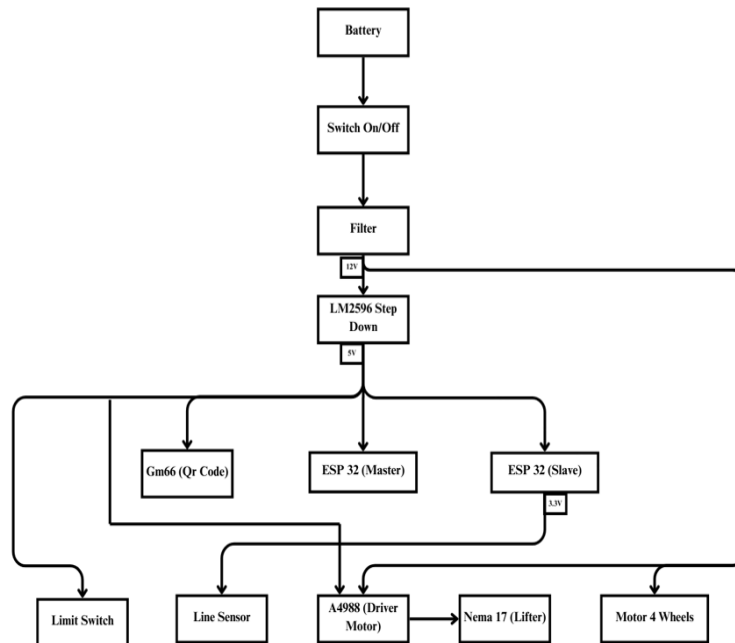 Battery
Switch On/Off
Filter
12V
LM2596 Step
Down
5V
Gm66 (Qr Code)
ESP 32 (Master)
ESP 32 (Slave)
3.3V
Limit Switch
Line Sensor
A4988 (Driver
Motor)
Nema 17 (Lifter)
Motor 4 Wheels